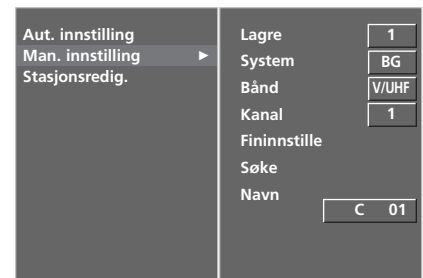 Aut. innstilling
Man. innstilling ►
Stasjonsredig.
Lagre 1
System BG
Bånd V/UHF
Kanal 1
Fininnstille
Søke
Navn
C 01